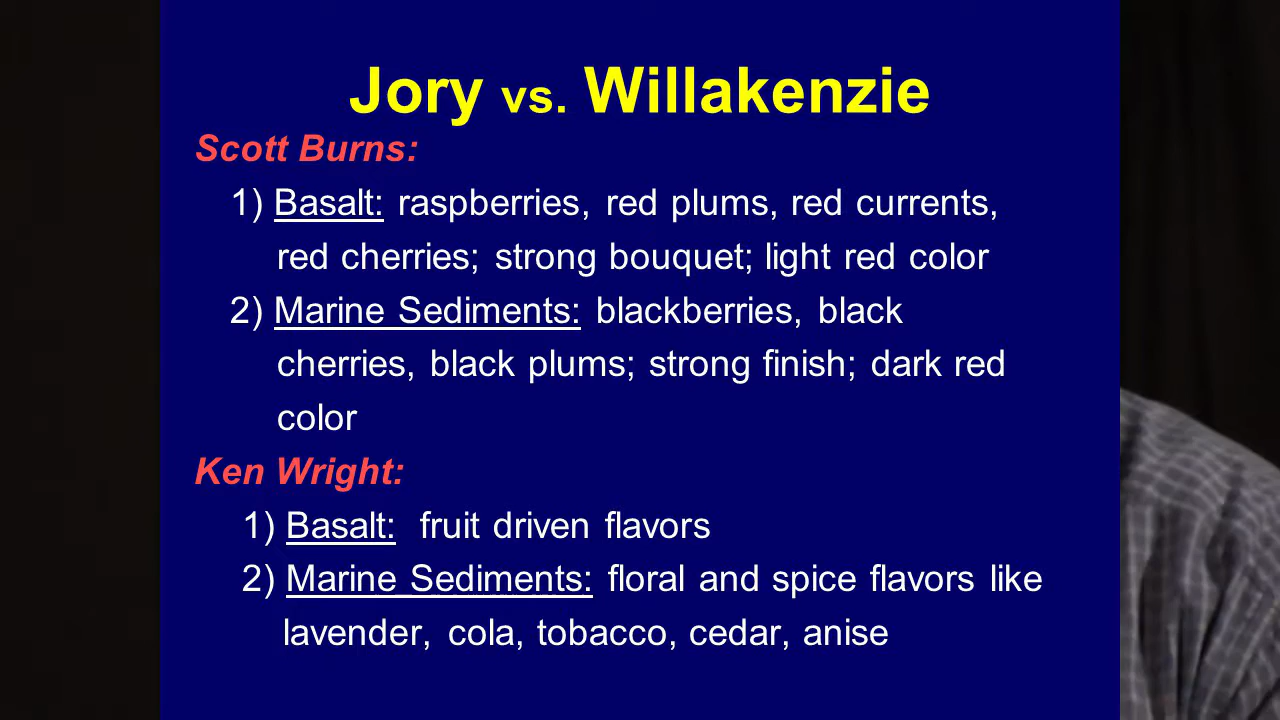 Jory vs. Willakenzie
Scott Burns:
1) Basalt: raspberries, red plums, red currents,
red cherries; strong bouquet; light red color
2) Marine Sediments: blackberries, black
cherries, black plums; strong finish; dark red
color
Ken Wright:
1) Basalt: fruit driven flavors
2) Marine Sediments: floral and spice flavors like
lavender, cola, tobacco, cedar, anise